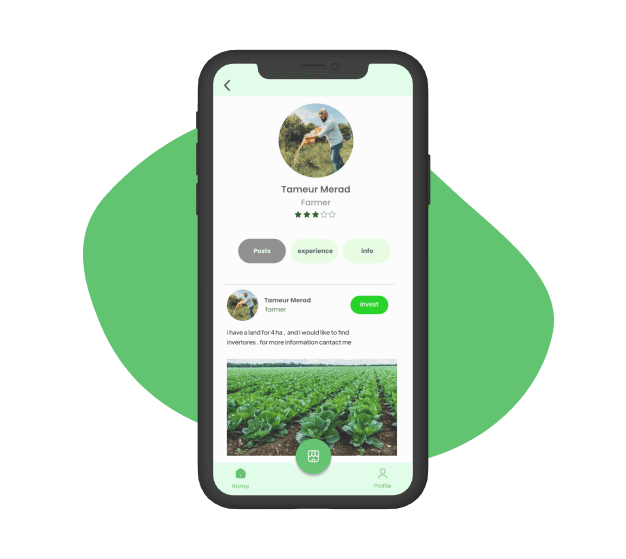 Tameur Merad
Farmer
Posts
experience
info
Tameur Merad
farmer
invest
i have a land for 4 ha , and i would like to find
invertores . for more information cantact me
Home
Profile